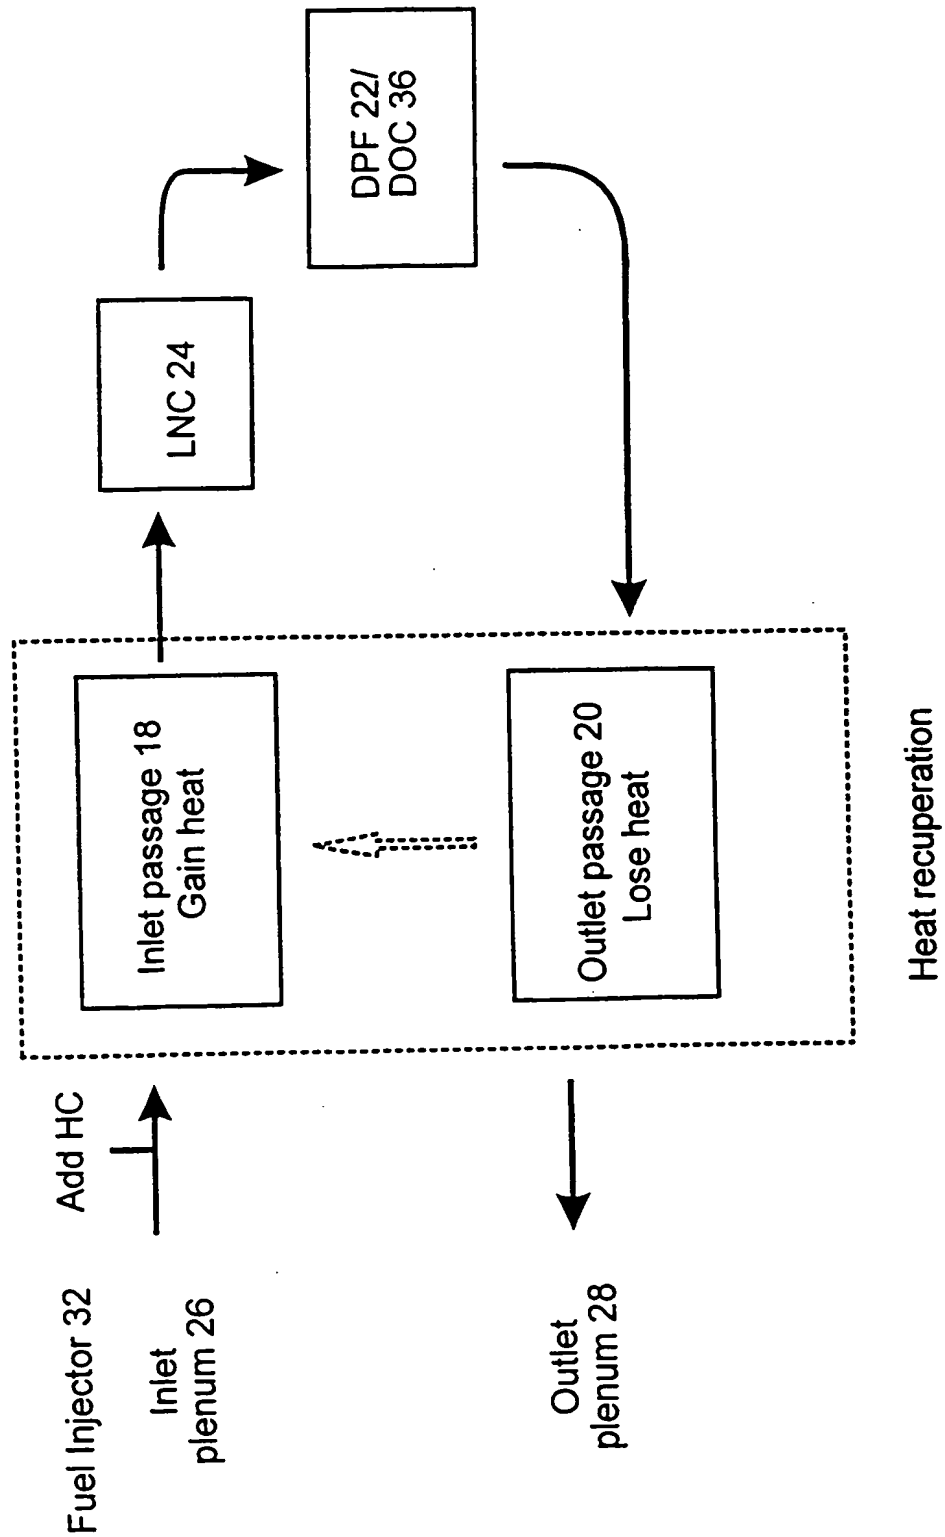 Fuel Injector 32
Add HC
Inlet
plenum 26
Inlet passage 18
Gain heat
LNC 24
DPF 22/
DOC 36
Outlet passage 20
Lose heat
Outlet
plenum 28
Heat recuperation